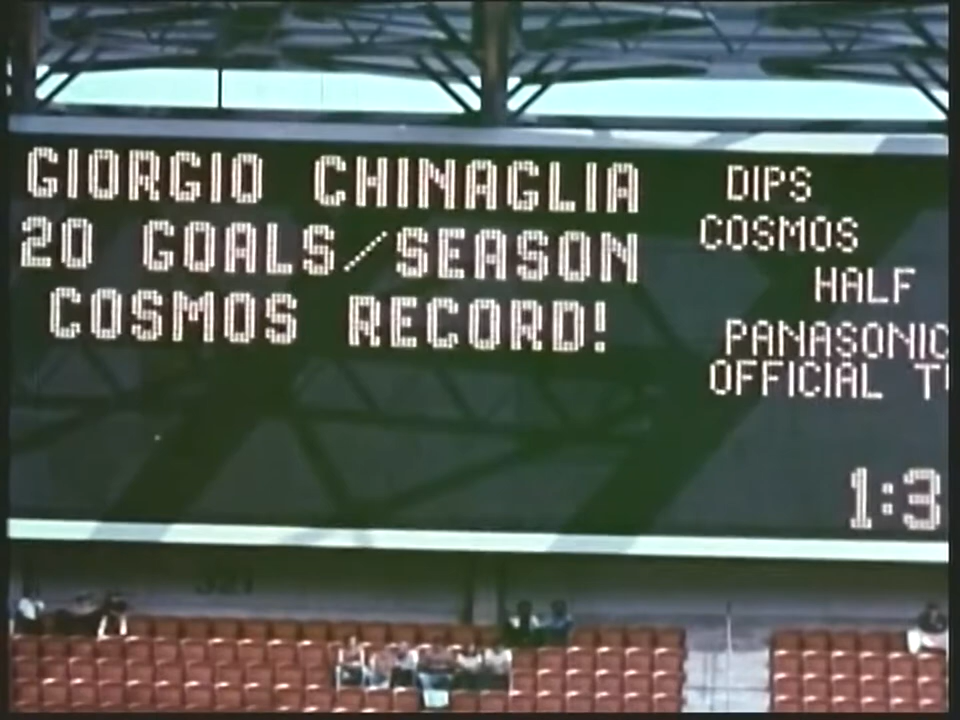 GIORGIO CHINAGLIA
20 GOALS/SEASON
COSMOS RECORD!
DIPS
COSMOS
HALF
PANASONIC
OFFICIAL
1:3